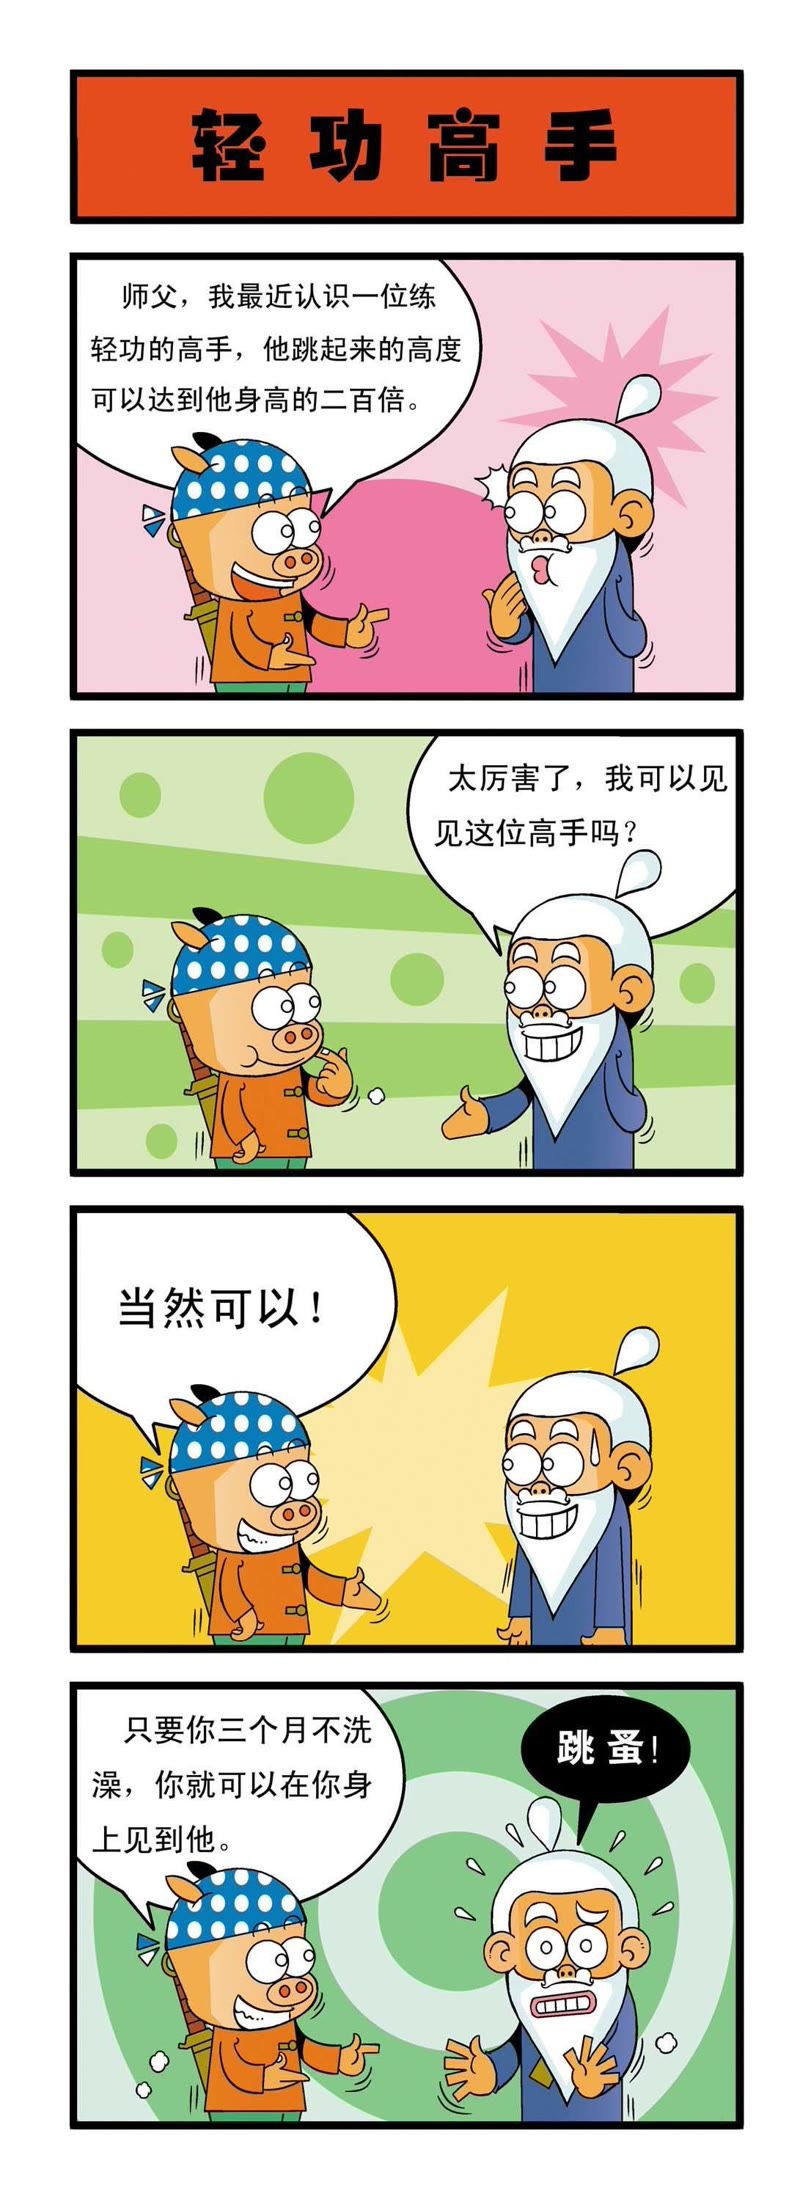 轻功高手
师父，我最近认识一位练
轻功的高手，他跳起来的高度
可以达到他身高的二百倍。
太厉害了，我可以见
见这位高手吗？
当然可以！
只要你三个月不洗
澡，你就可以在你身
上见到他。
跳蚤！